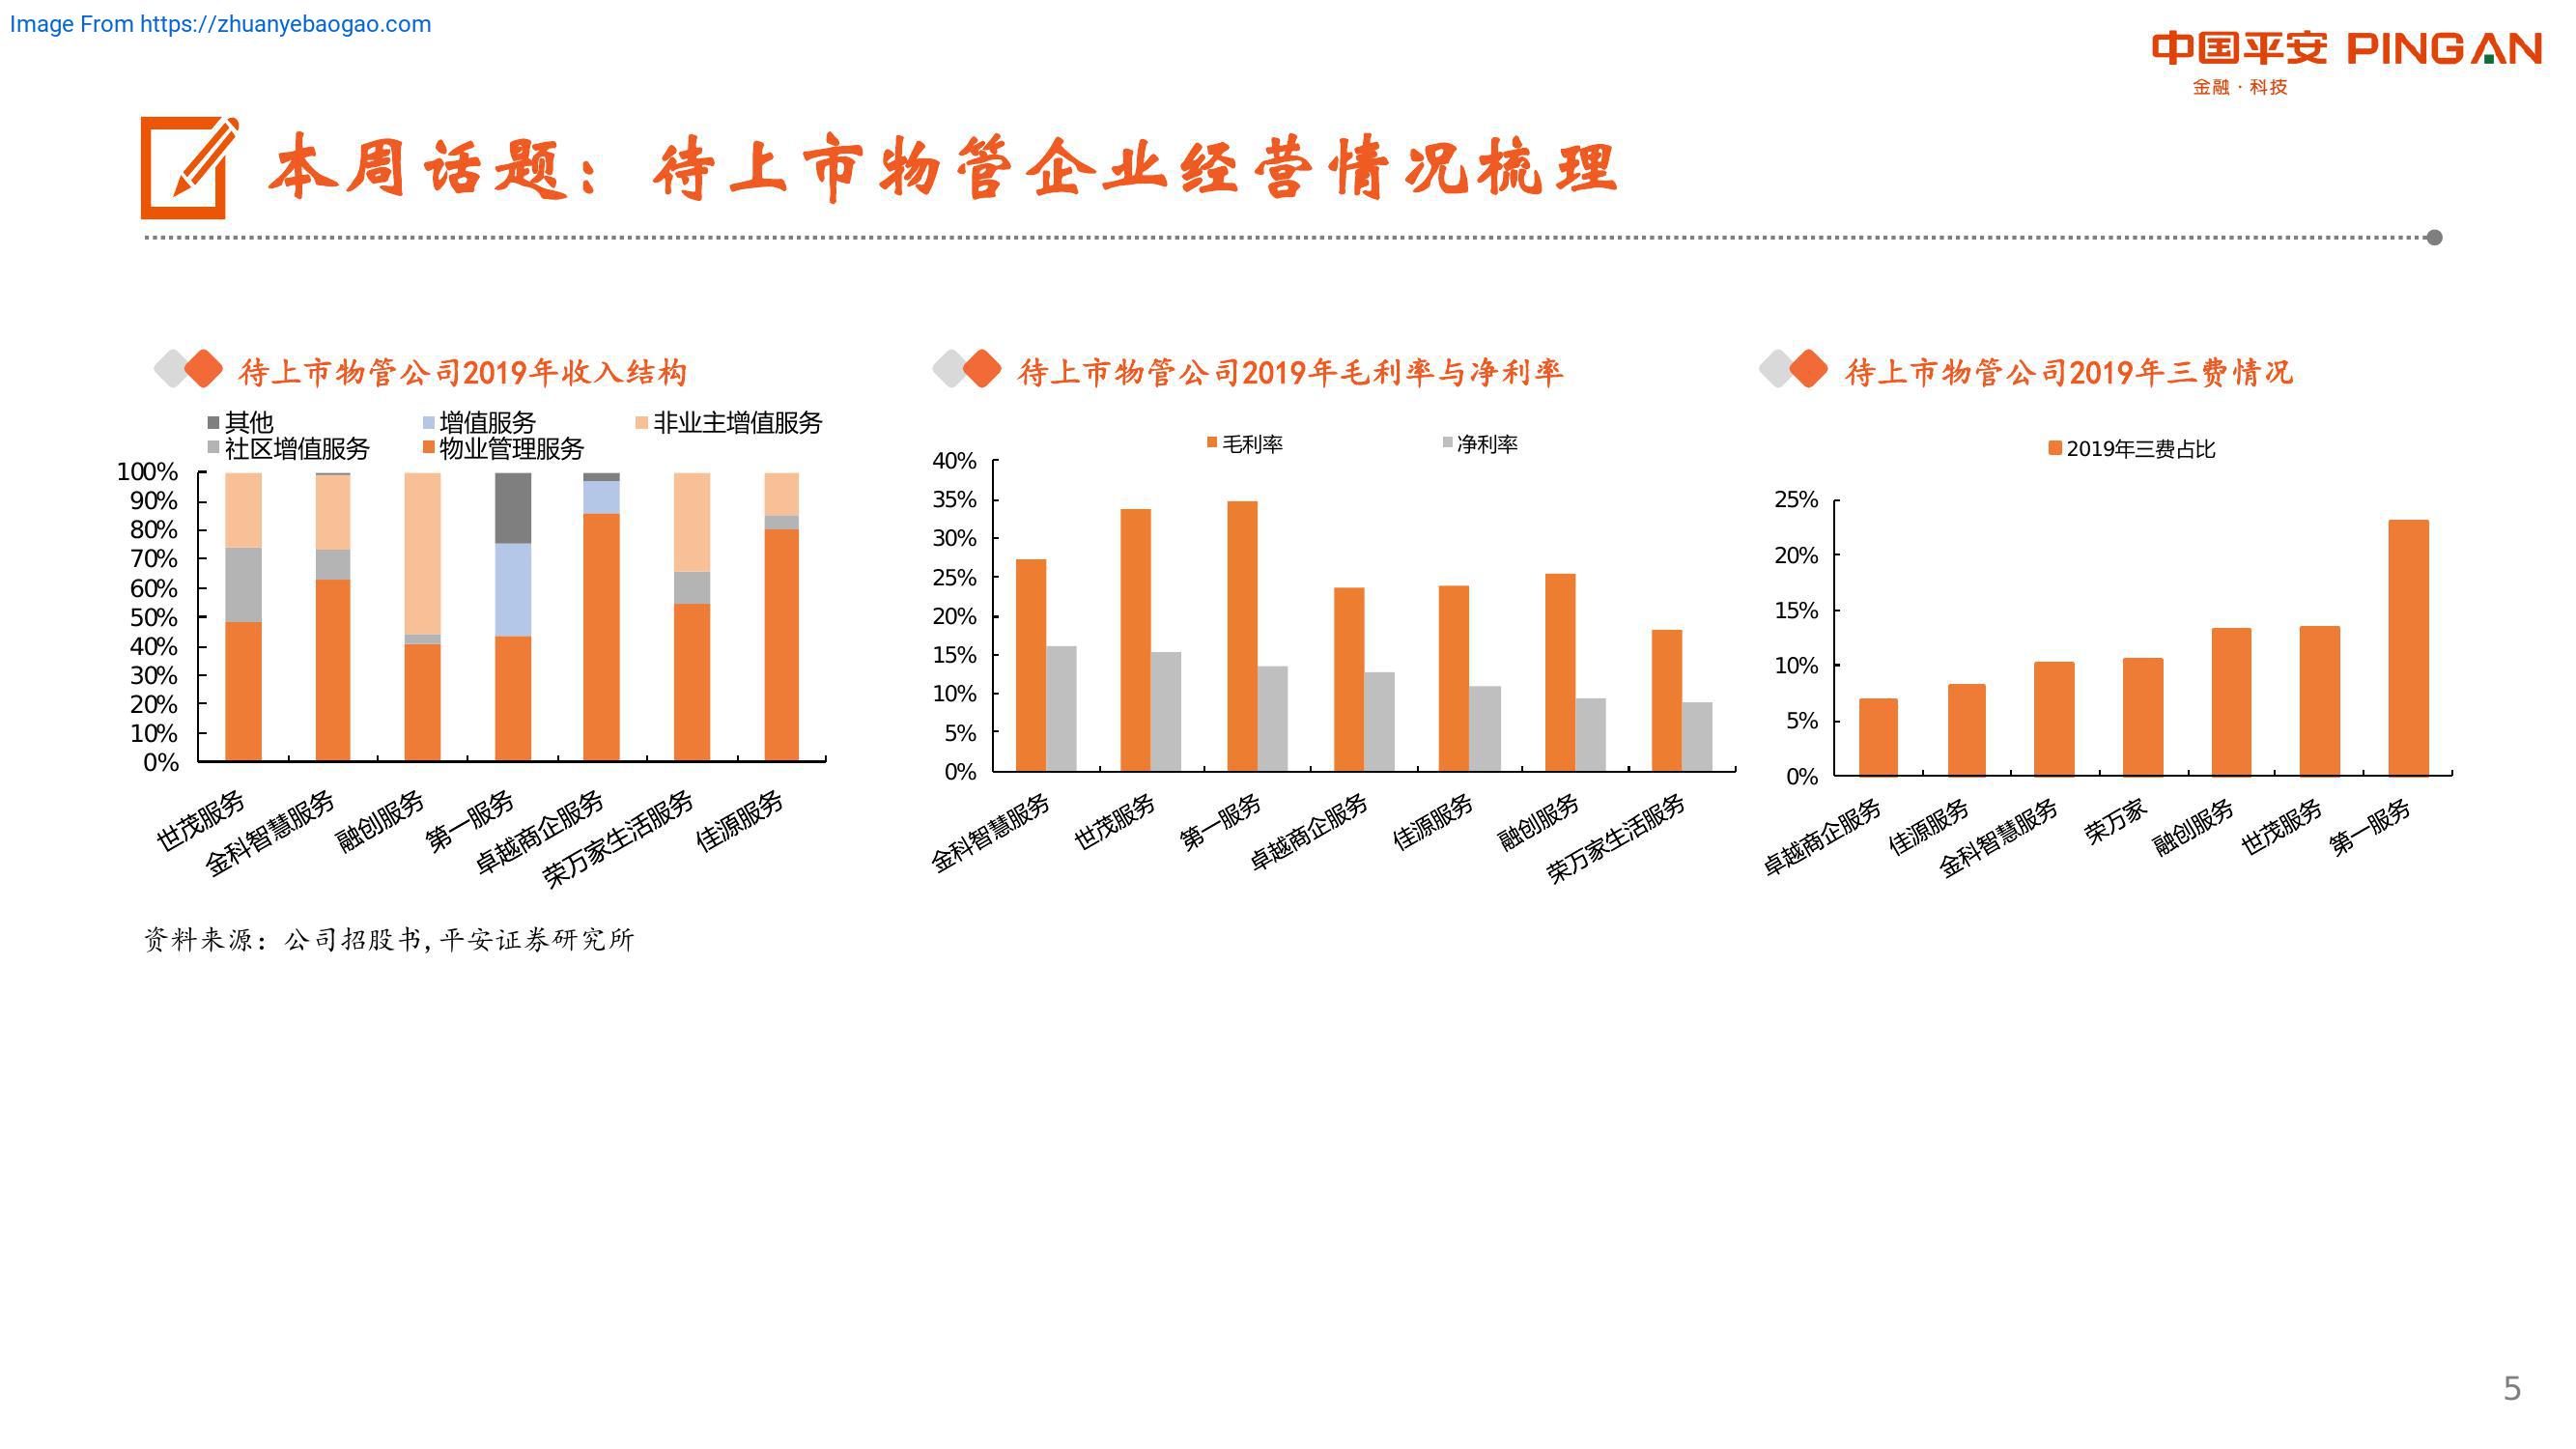 Image From https://zhuanyebaogao.com
中国平安 PINGAN
金融·科技
本周话题：待上市物管企业经营情况梳理
待上市物管公司2019年收入结构
其他 增值服务 非业主增值服务
社区增值服务 物业管理服务
100%
90%
80%
70%
60%
50%
40%
30%
20%
10%
0%
世茂服务 金科智慧服务 融创服务 第一服务 卓越商企服务 荣万家生活服务 佳源服务
待上市物管公司2019年毛利率与净利率
毛利率 净利率
40%
35%
30%
25%
20%
15%
10%
5%
0%
金科智慧服务 世茂服务 第一服务 卓越商企服务 佳源服务 融创服务 荣万家生活服务
待上市物管公司2019年三费情况
2019年三费占比
25%
20%
15%
10%
5%
0%
卓越商企服务 佳源服务 金科智慧服务 荣万家 融创服务 世茂服务 第一服务
资料来源：公司招股书,平安证券研究所
5